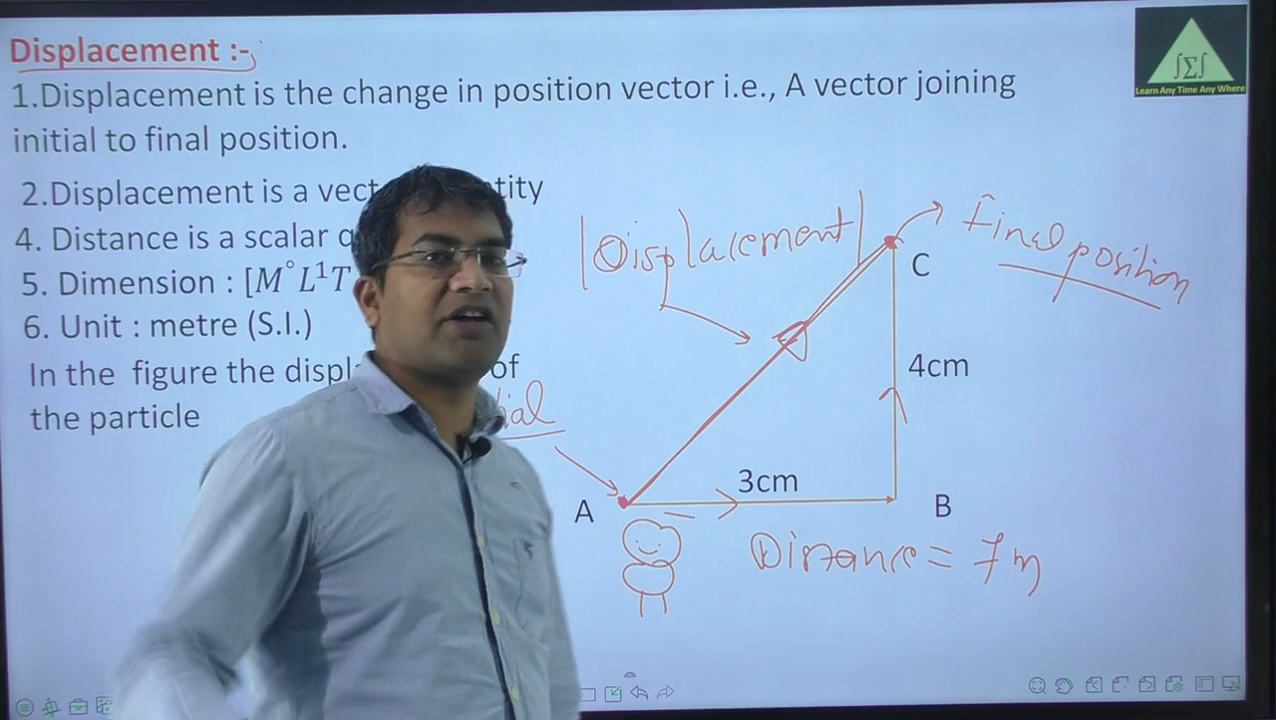 Displacement :-
1.Displacement is the change in position vector i.e., A vector joining
initial to final position.
2.Displacement is a vect tity
4. Distance is a scalar q
5. Dimension : [M°L¹T
6. Unit : metre (S.I.)
In the figure the displ of
the particle
ial
|Displacement|
Final position
C
4cm
3cm
A
B
Distance = 7m
∫Σ∫
Learn Any Time Any Where